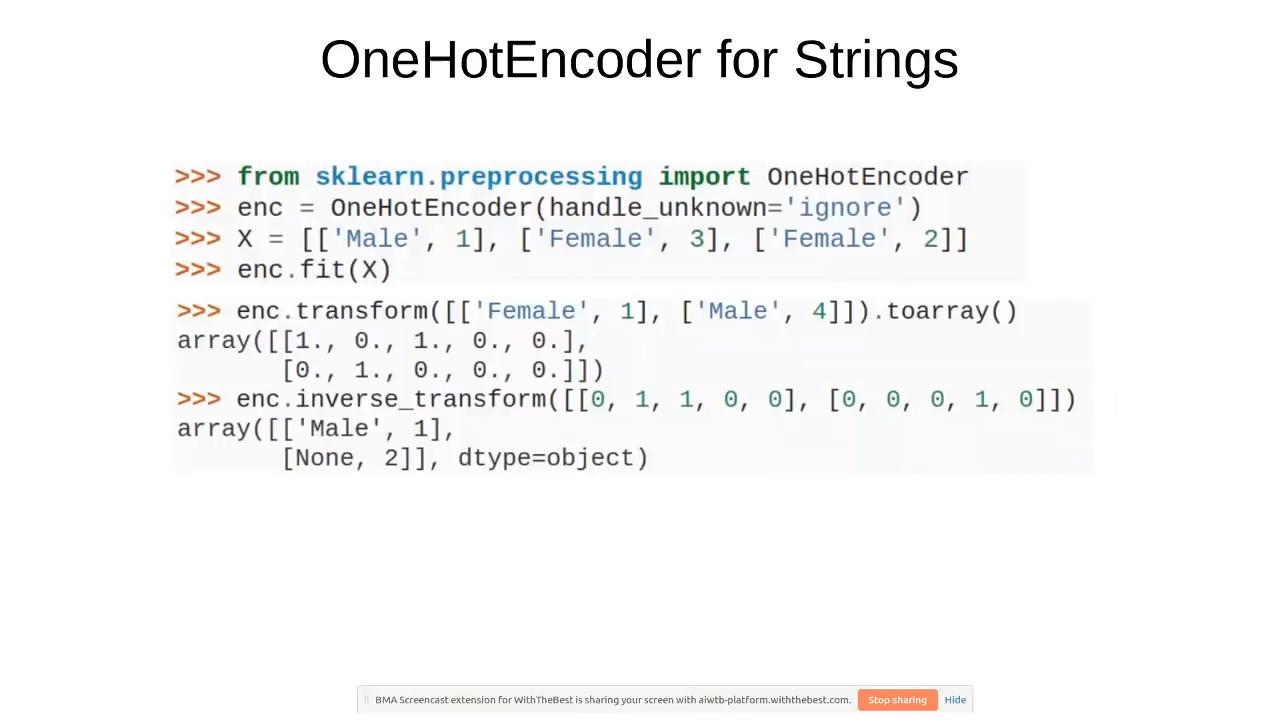 OneHotEncoder for Strings
>>> from sklearn.preprocessing import OneHotEncoder
>>> enc = OneHotEncoder(handle_unknown='ignore')
>>> X = [['Male', 1], ['Female', 3], ['Female', 2]]
>>> enc.fit(X)
>>> enc.transform([['Female', 1], ['Male', 4]]).toarray()
array([[1., 0., 1., 0., 0.],
       [0., 1., 0., 0., 0.]])
>>> enc.inverse_transform([[0, 1, 1, 0, 0], [0, 0, 0, 1, 0]])
array([['Male', 1],
       [None, 2]], dtype=object)
BMA Screencast extension for WithTheBest is sharing your screen with aiwtb-platform.withthebest.com. Stop sharing Hide